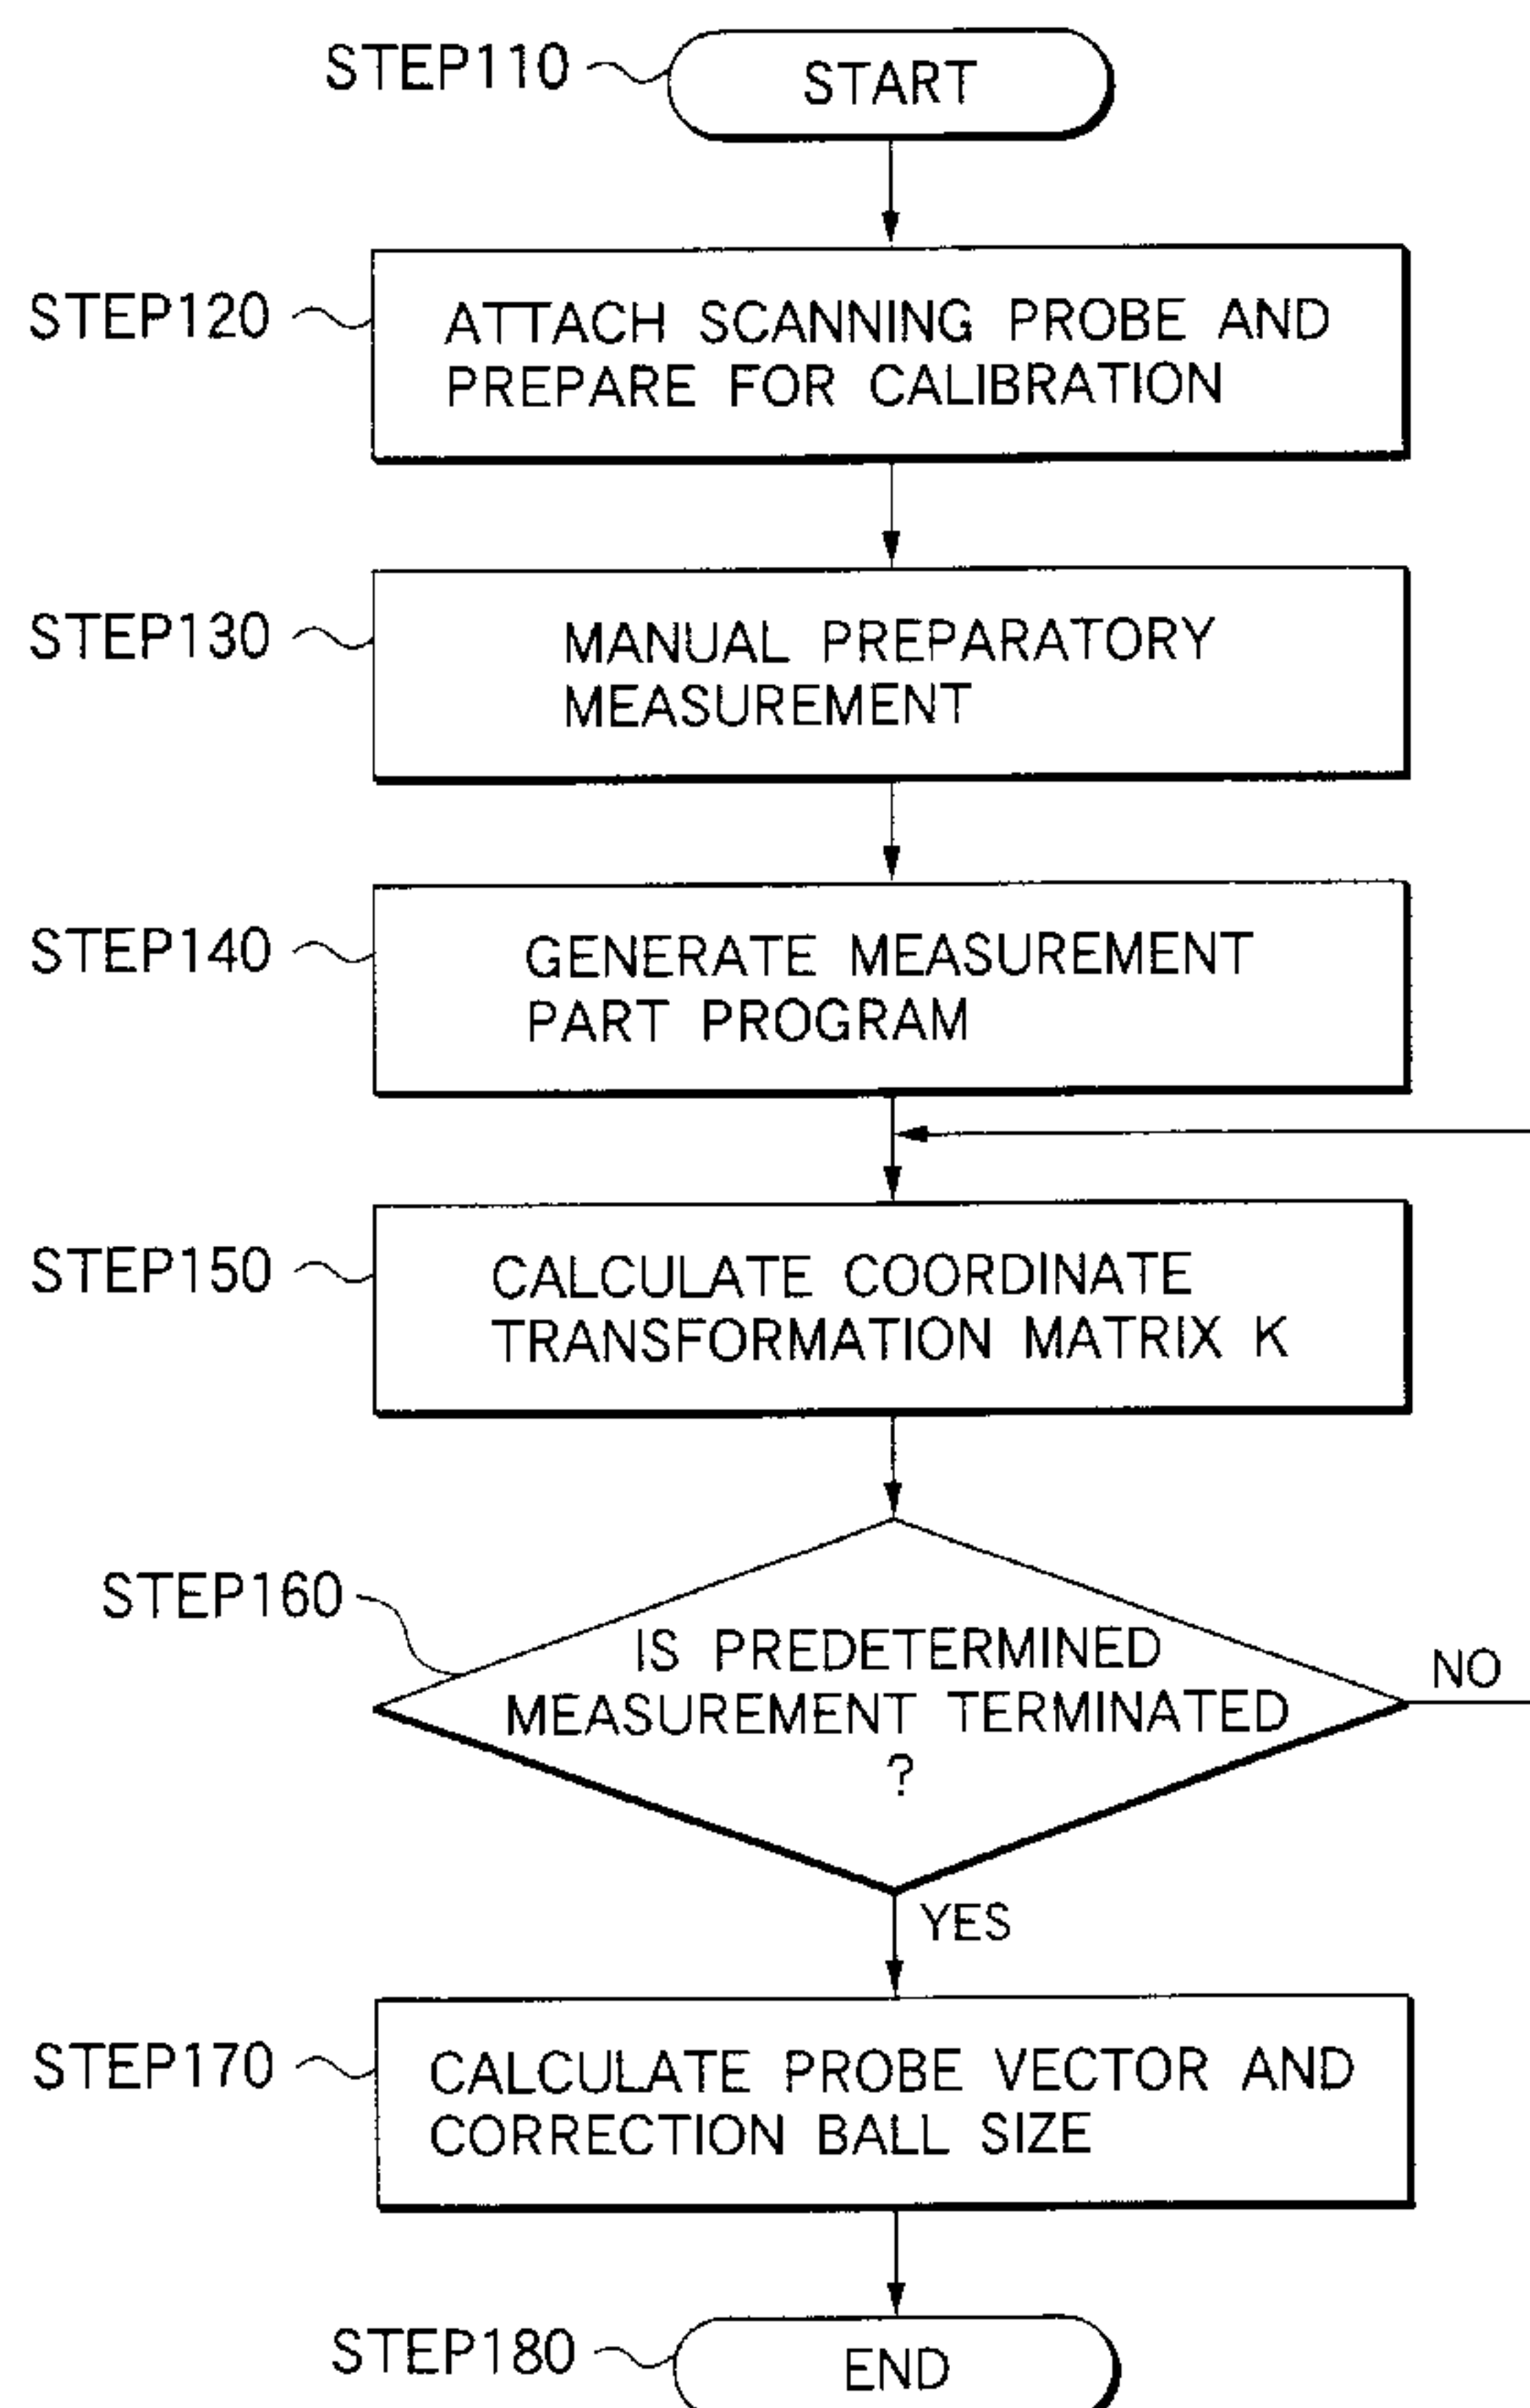 STEP110
START
STEP120
ATTACH SCANNING PROBE AND
PREPARE FOR CALIBRATION
STEP130
MANUAL PREPARATORY
MEASUREMENT
STEP140
GENERATE MEASUREMENT
PART PROGRAM
STEP150
CALCULATE COORDINATE
TRANSFORMATION MATRIX K
STEP160
IS PREDETERMINED
MEASUREMENT TERMINATED
?
NO
YES
STEP170
CALCULATE PROBE VECTOR AND
CORRECTION BALL SIZE
STEP180
END